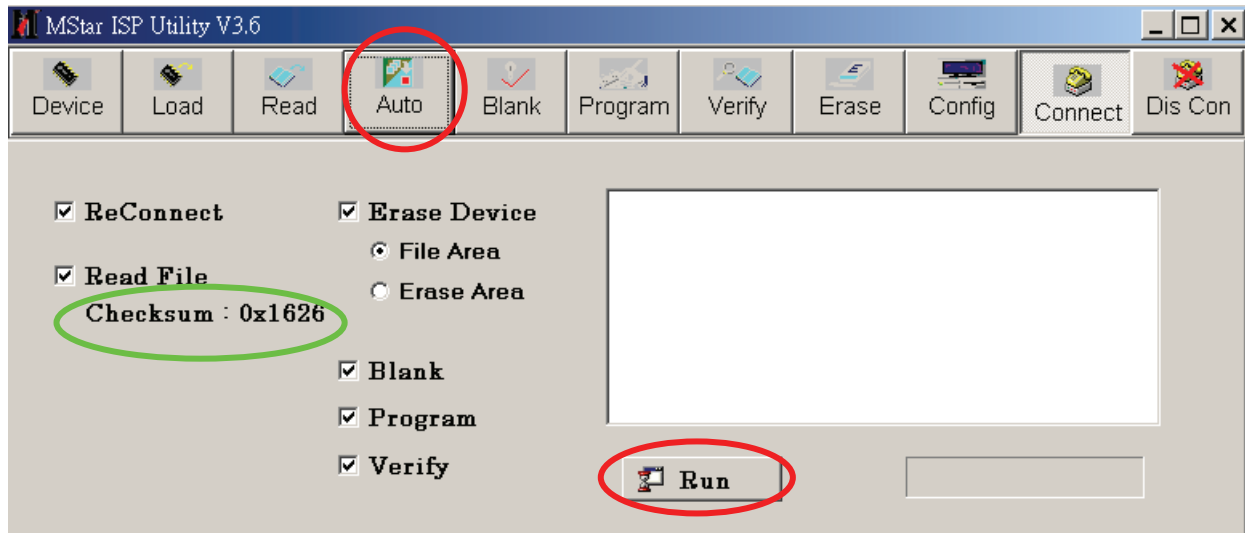 MStar ISP Utility V3.6
Device Load Read Auto Blank Program Verify Erase Config Connect Dis Con
ReConnect
Erase Device
File Area
Read File
Erase Area
Checksum : 0x1626
Blank
Program
Verify
Run